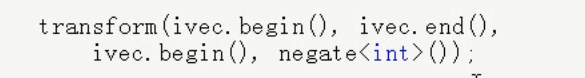 transform(ivec.begin(), ivec.end(),
ivec.begin(), negate<int>());